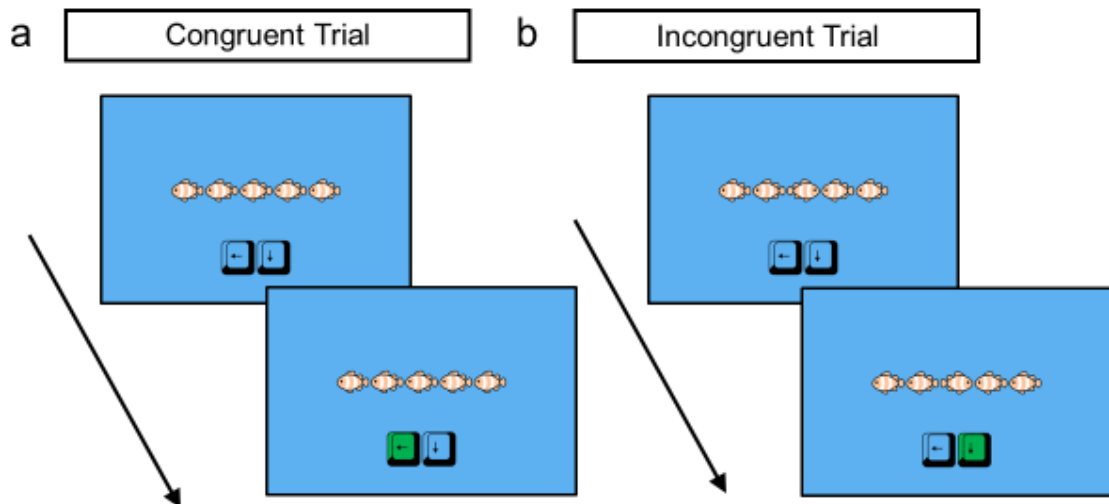 a
Congruent Trial
b
Incongruent Trial
← ↓
← ↓
← ↓
← ↓